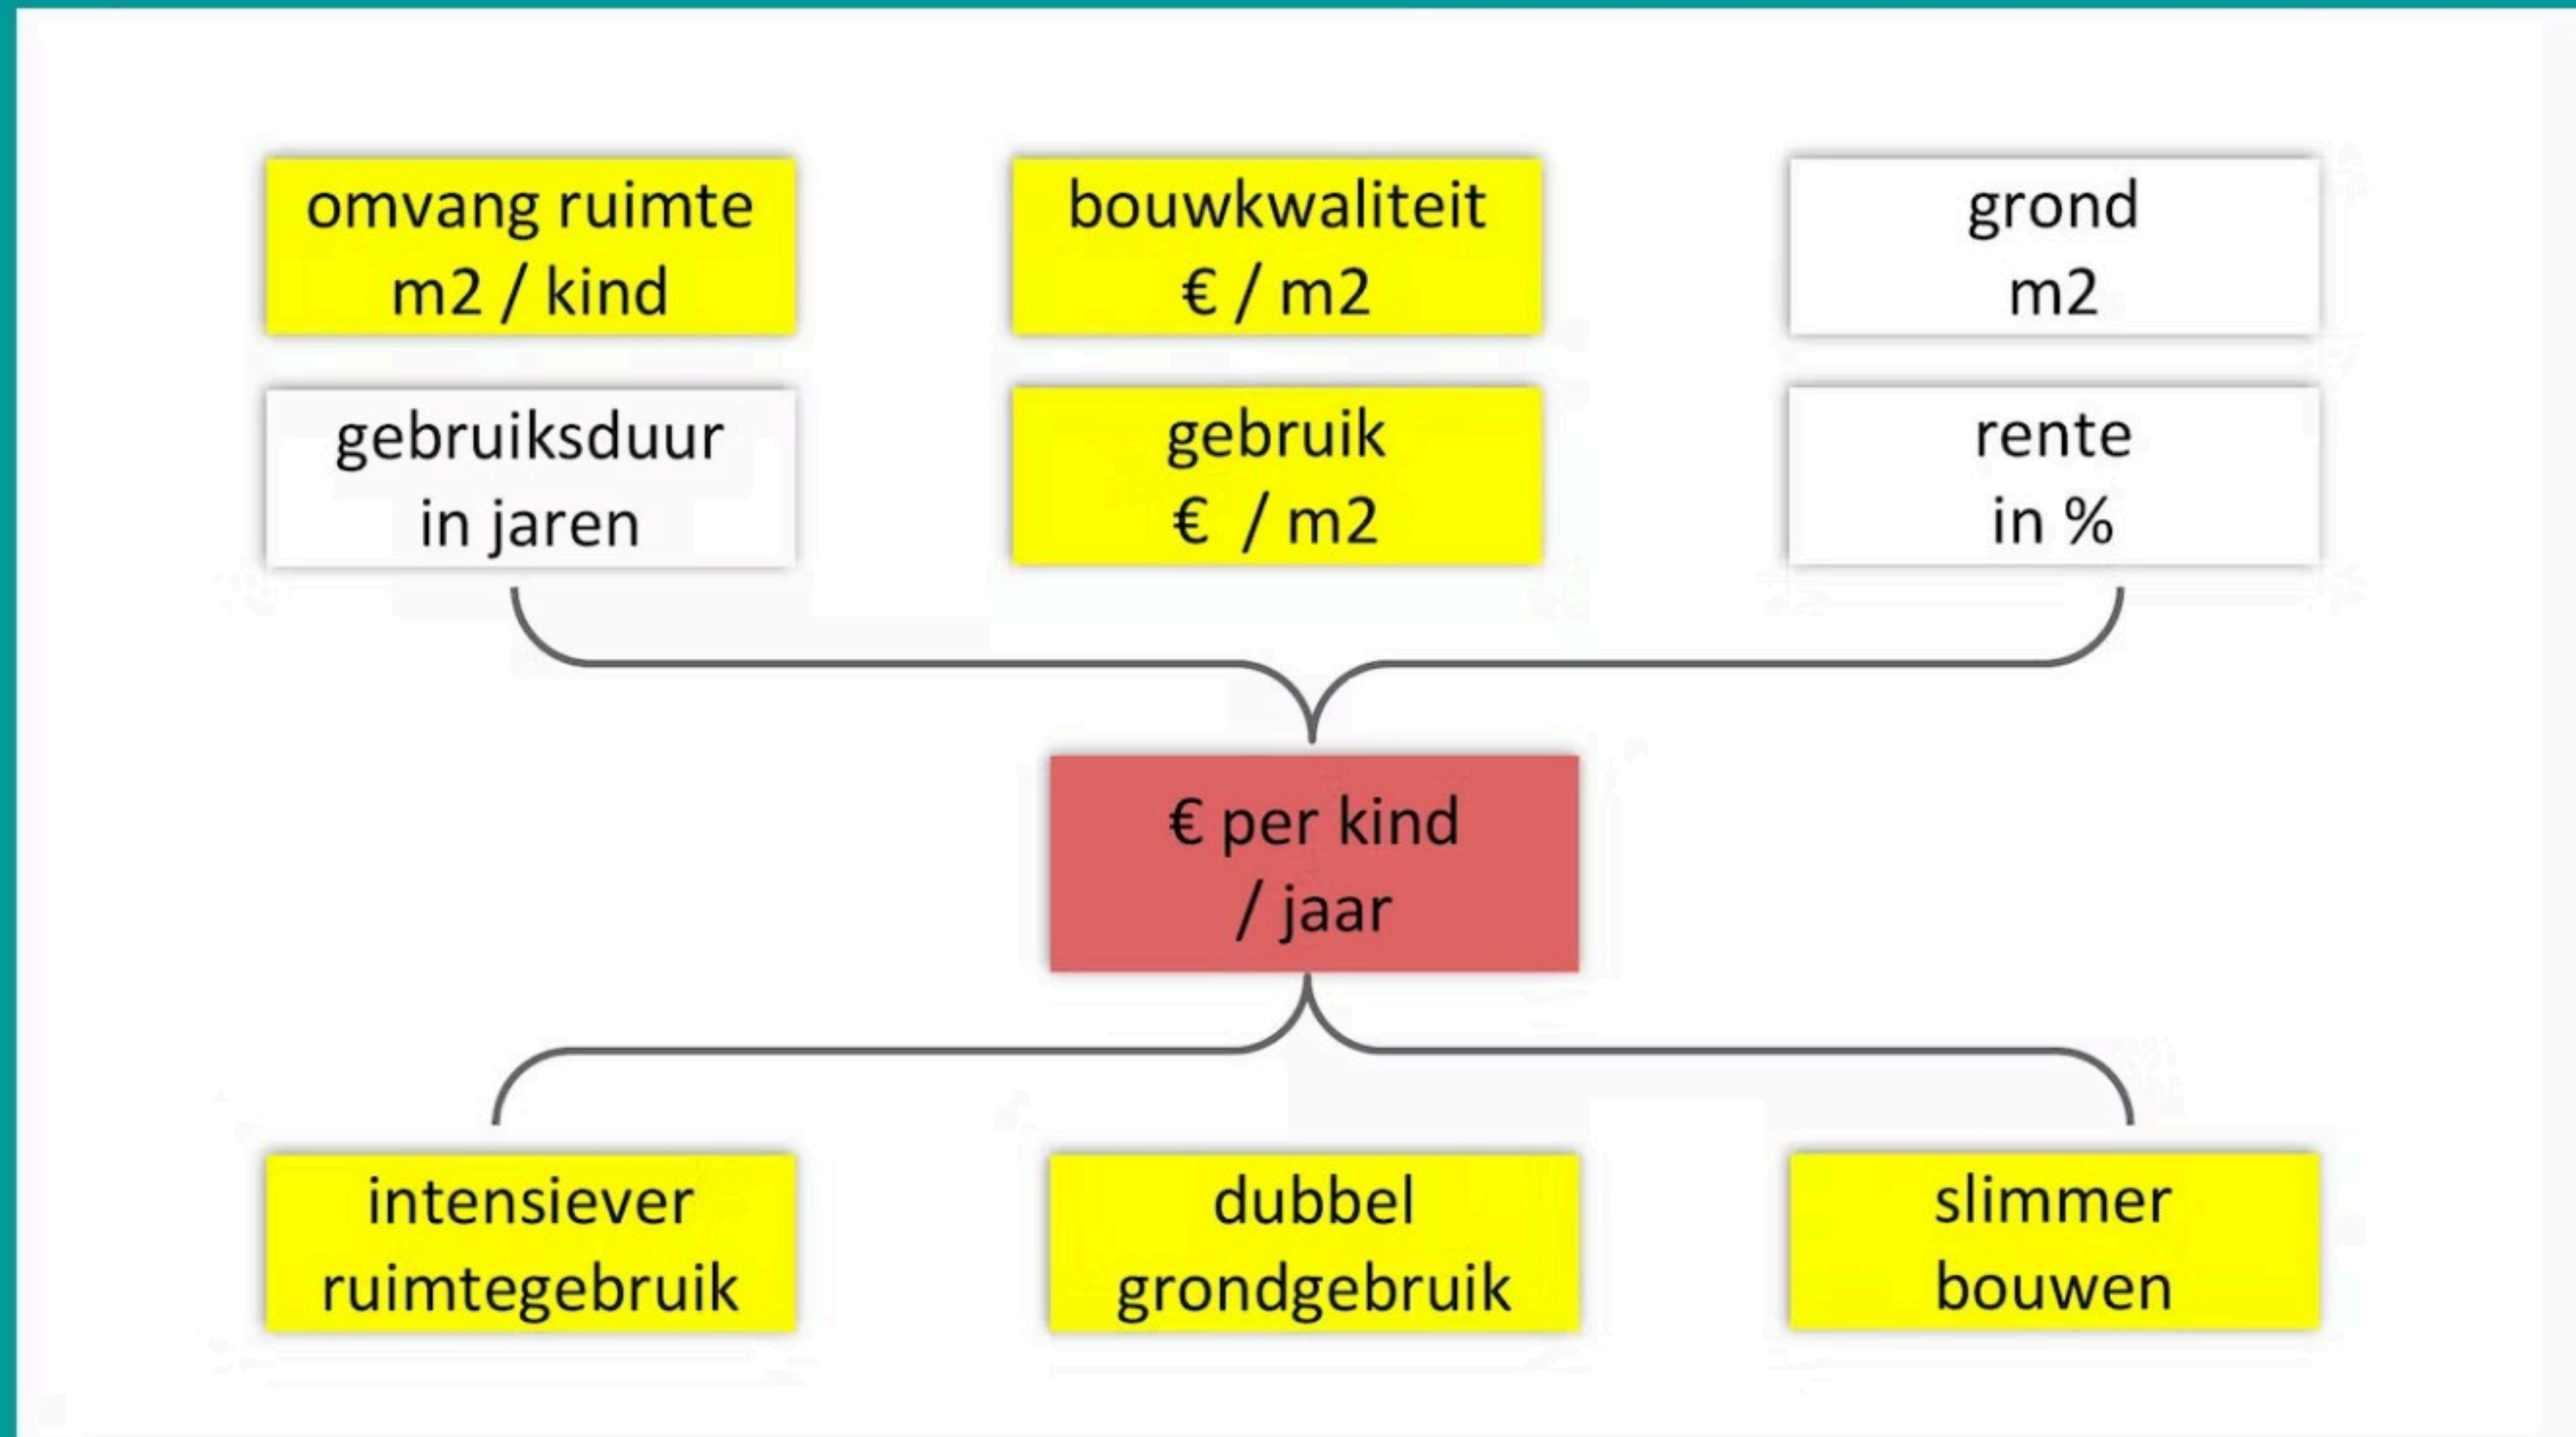 omvang ruimte
m2 / kind
bouwkwaliteit
€ / m2
grond
m2
gebruiksduur
in jaren
gebruik
€  / m2
rente
in %
€ per kind
/ jaar
intensiever
ruimtegebruik
dubbel
grondgebruik
slimmer
bouwen